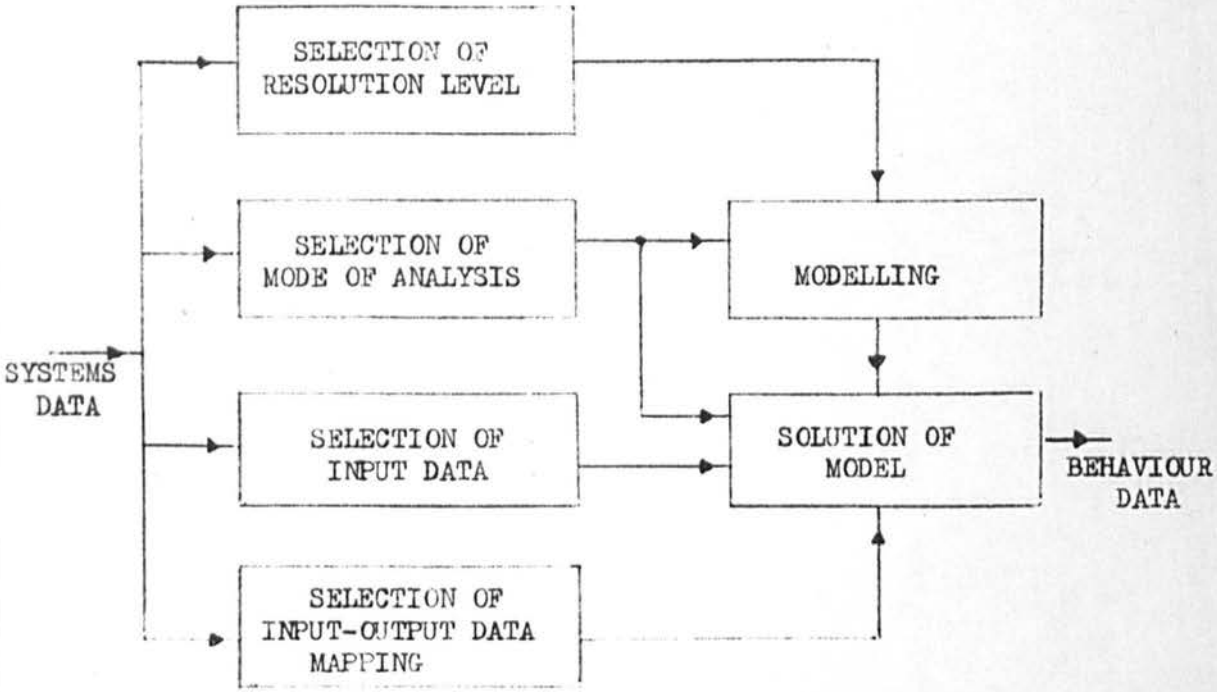 SELECTION OF
RESOLUTION LEVEL
SELECTION OF
MODE OF ANALYSIS
MODELLING
SYSTEMS
DATA
SELECTION OF
INPUT DATA
SOLUTION OF
MODEL
BEHAVIOUR
DATA
SELECTION OF
INPUT-OUTPUT DATA
MAPPING